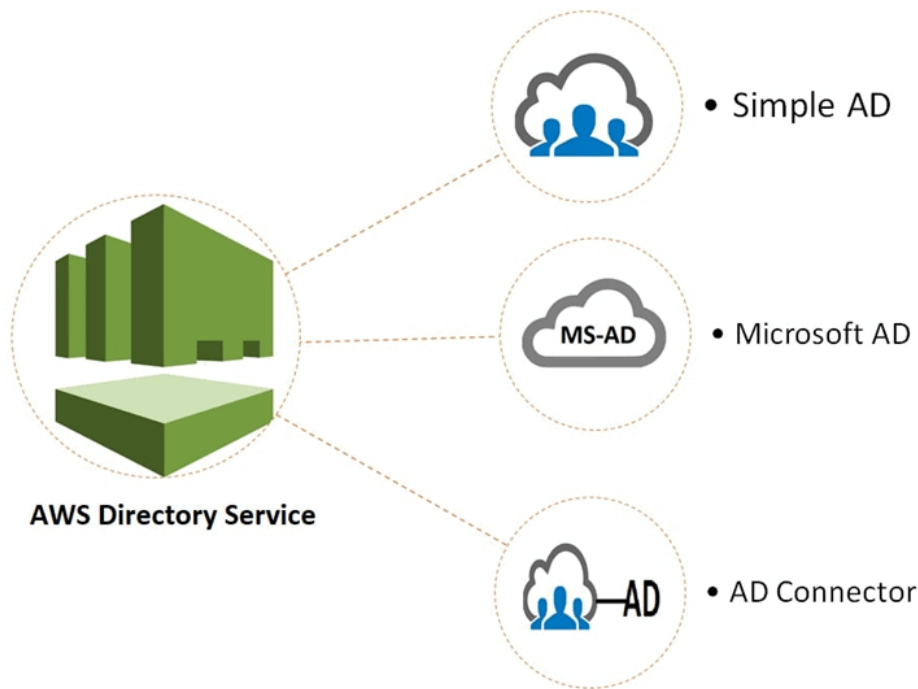 • Simple AD
MS-AD
• Microsoft AD
AWS Directory Service
AD
• AD Connector